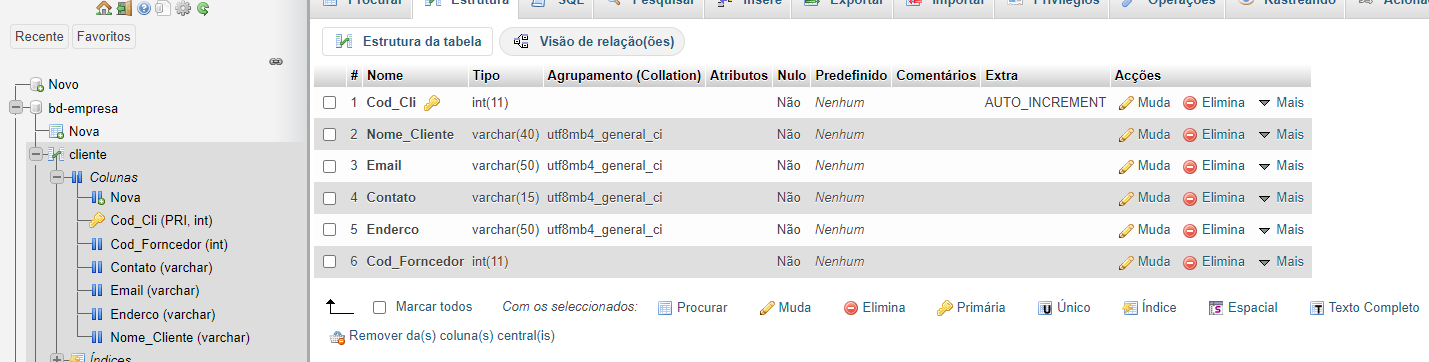 Procurar Estrutura SQL Pesquisar Insere Exportar Importar Privilégios Operações Rastreando
Recente Favoritos
Novo
bd-empresa
Nova
cliente
Colunas
Nova
Cod_Cli (PRI, int)
Cod_Forncedor (int)
Contato (varchar)
Email (varchar)
Enderco (varchar)
Nome_Cliente (varchar)
Índices
Estrutura da tabela Visão de relação(ões)
# Nome Tipo Agrupamento (Collation) Atributos Nulo Predefinido Comentários Extra Acções
1 Cod_Cli int(11) Não Nenhum AUTO_INCREMENT Muda Elimina Mais
2 Nome_Cliente varchar(40) utf8mb4_general_ci Não Nenhum Muda Elimina Mais
3 Email varchar(50) utf8mb4_general_ci Não Nenhum Muda Elimina Mais
4 Contato varchar(15) utf8mb4_general_ci Não Nenhum Muda Elimina Mais
5 Enderco varchar(50) utf8mb4_general_ci Não Nenhum Muda Elimina Mais
6 Cod_Forncedor int(11) Não Nenhum Muda Elimina Mais
Marcar todos Com os seleccionados: Procurar Muda Elimina Primária Único Índice Espacial Texto Completo
Remover da(s) coluna(s) central(is)